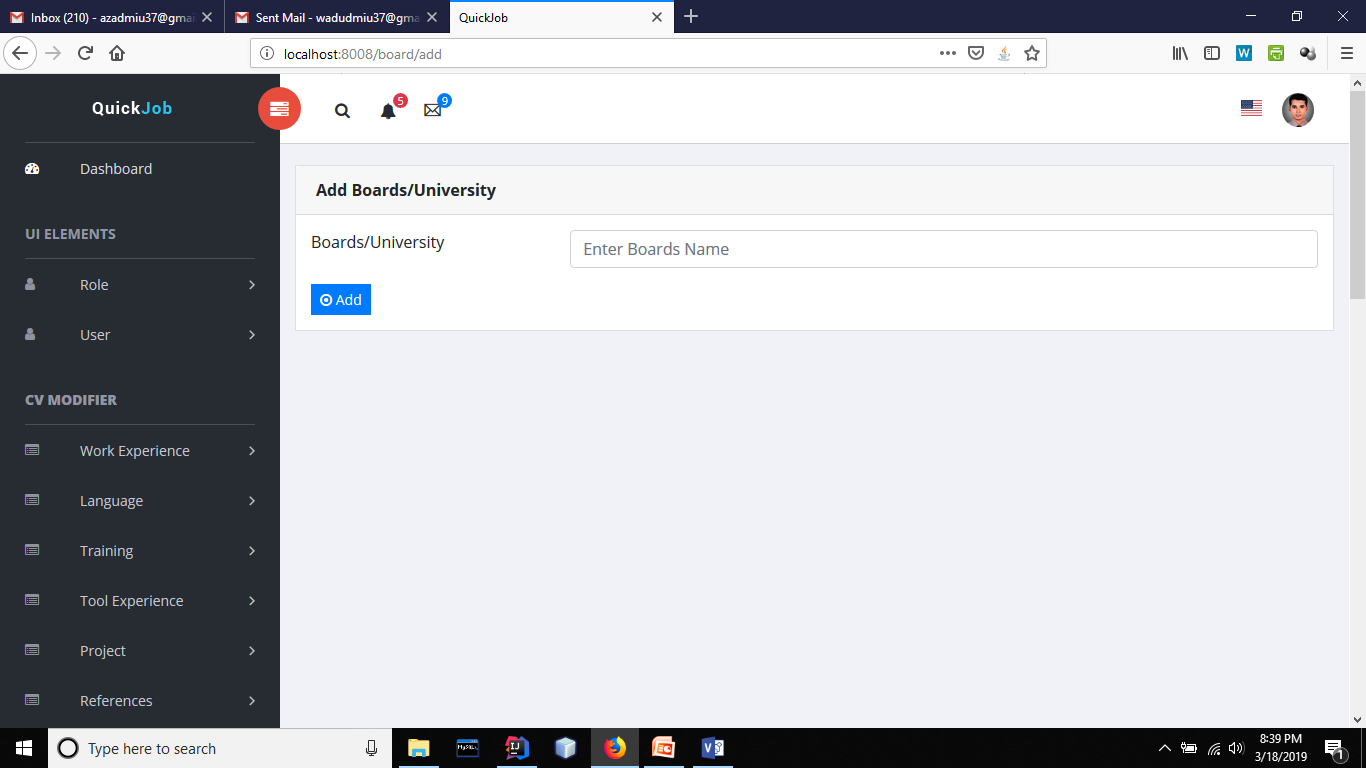 Inbox (210) - azadmiu37@gmai
Sent Mail - wadudmiu37@gma
QuickJob
localhost:8008/board/add
QuickJob
5
9
Dashboard
UI ELEMENTS
Role
User
CV MODIFIER
Work Experience
Language
Training
Tool Experience
Project
References
Add Boards/University
Boards/University
Enter Boards Name
Add
Type here to search
8:39 PM
3/18/2019
1